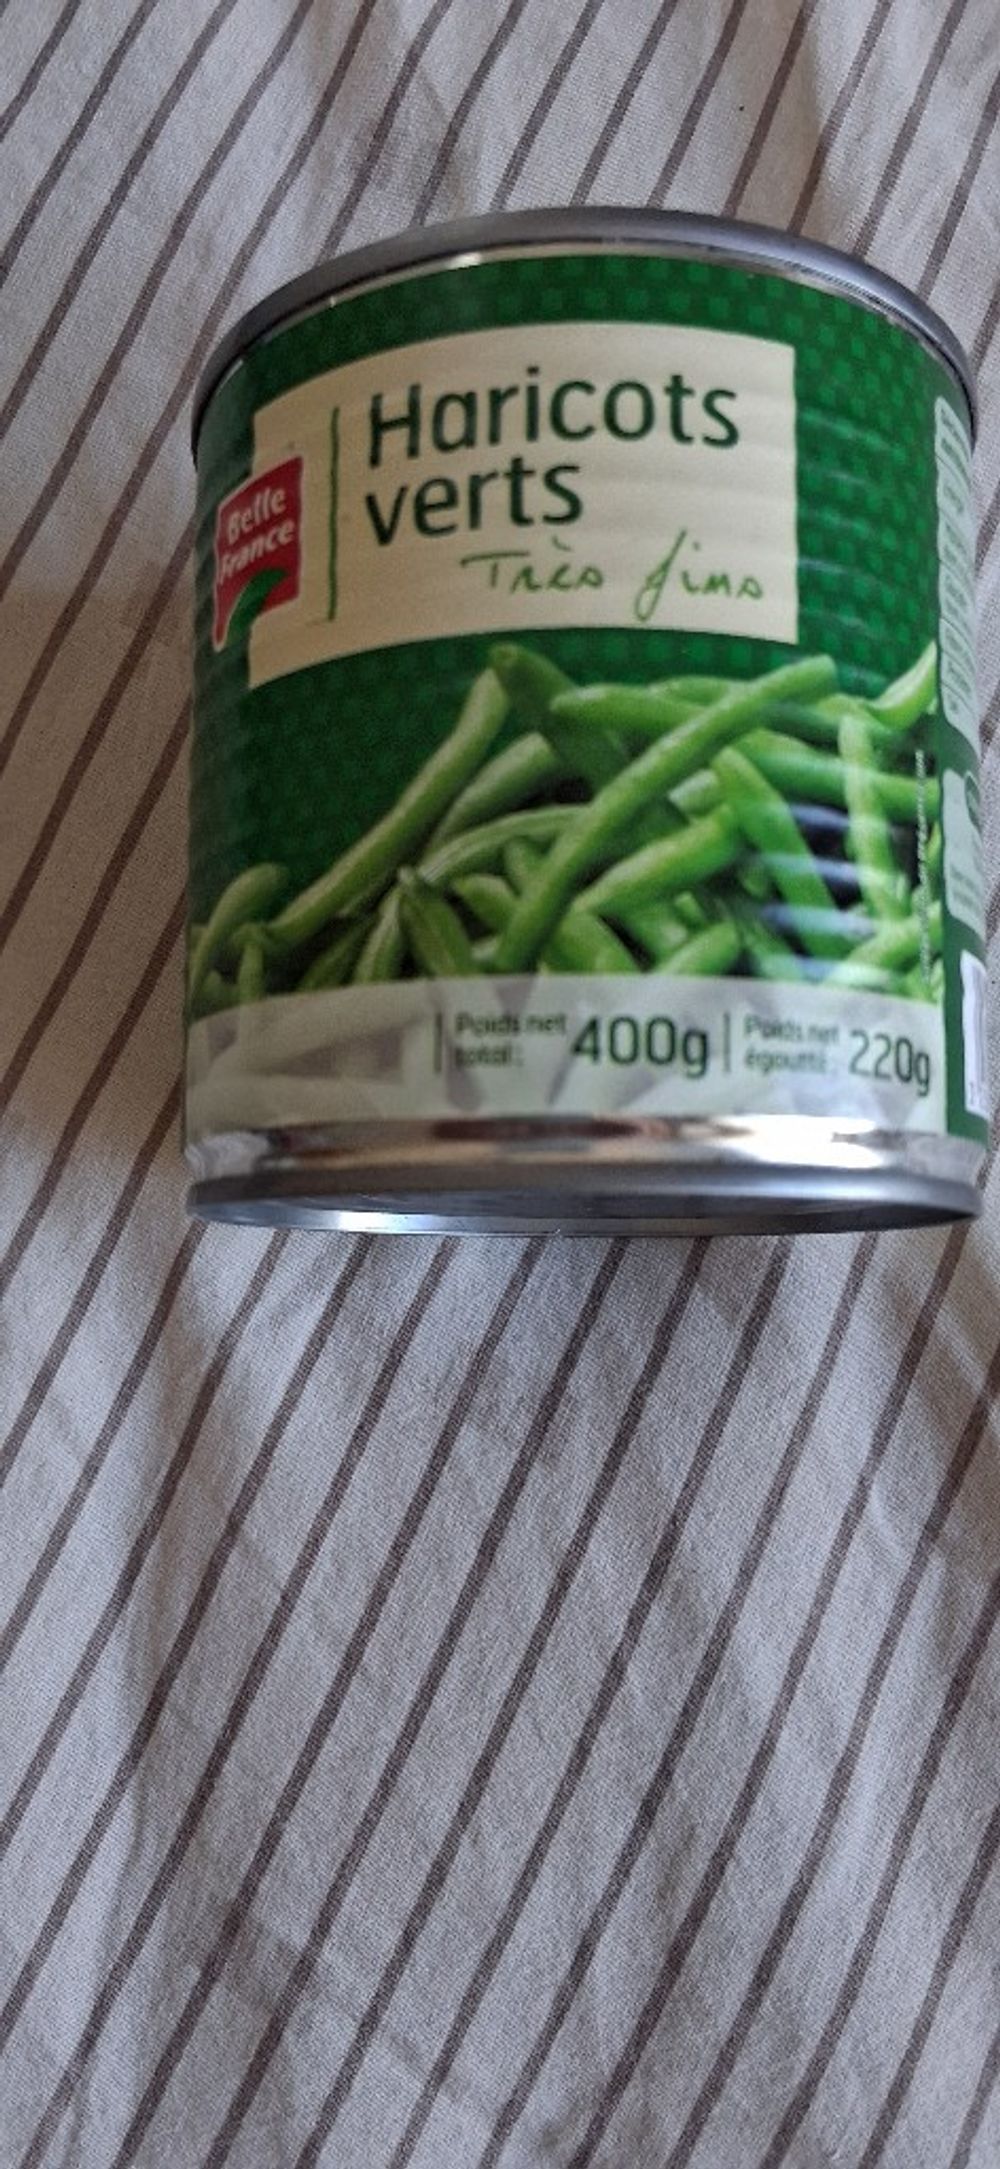 Haricots
verts
Très fins
Belle
France
Poids net
total :
400g
Poids net
égoutté :
220g